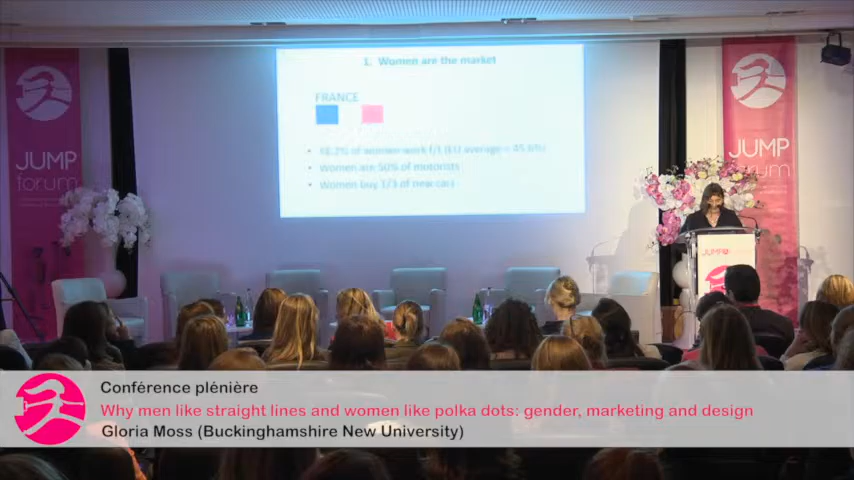 1. Women are the market
FRANCE
• of women work f/t (EU average = 45.6%)
• Women are 50% of motorists
• Women buy 1/3 of new cars
JUMP
forum
JUMP
forum
JUMP
Conférence plénière
Why men like straight lines and women like polka dots: gender, marketing and design
Gloria Moss (Buckinghamshire New University)